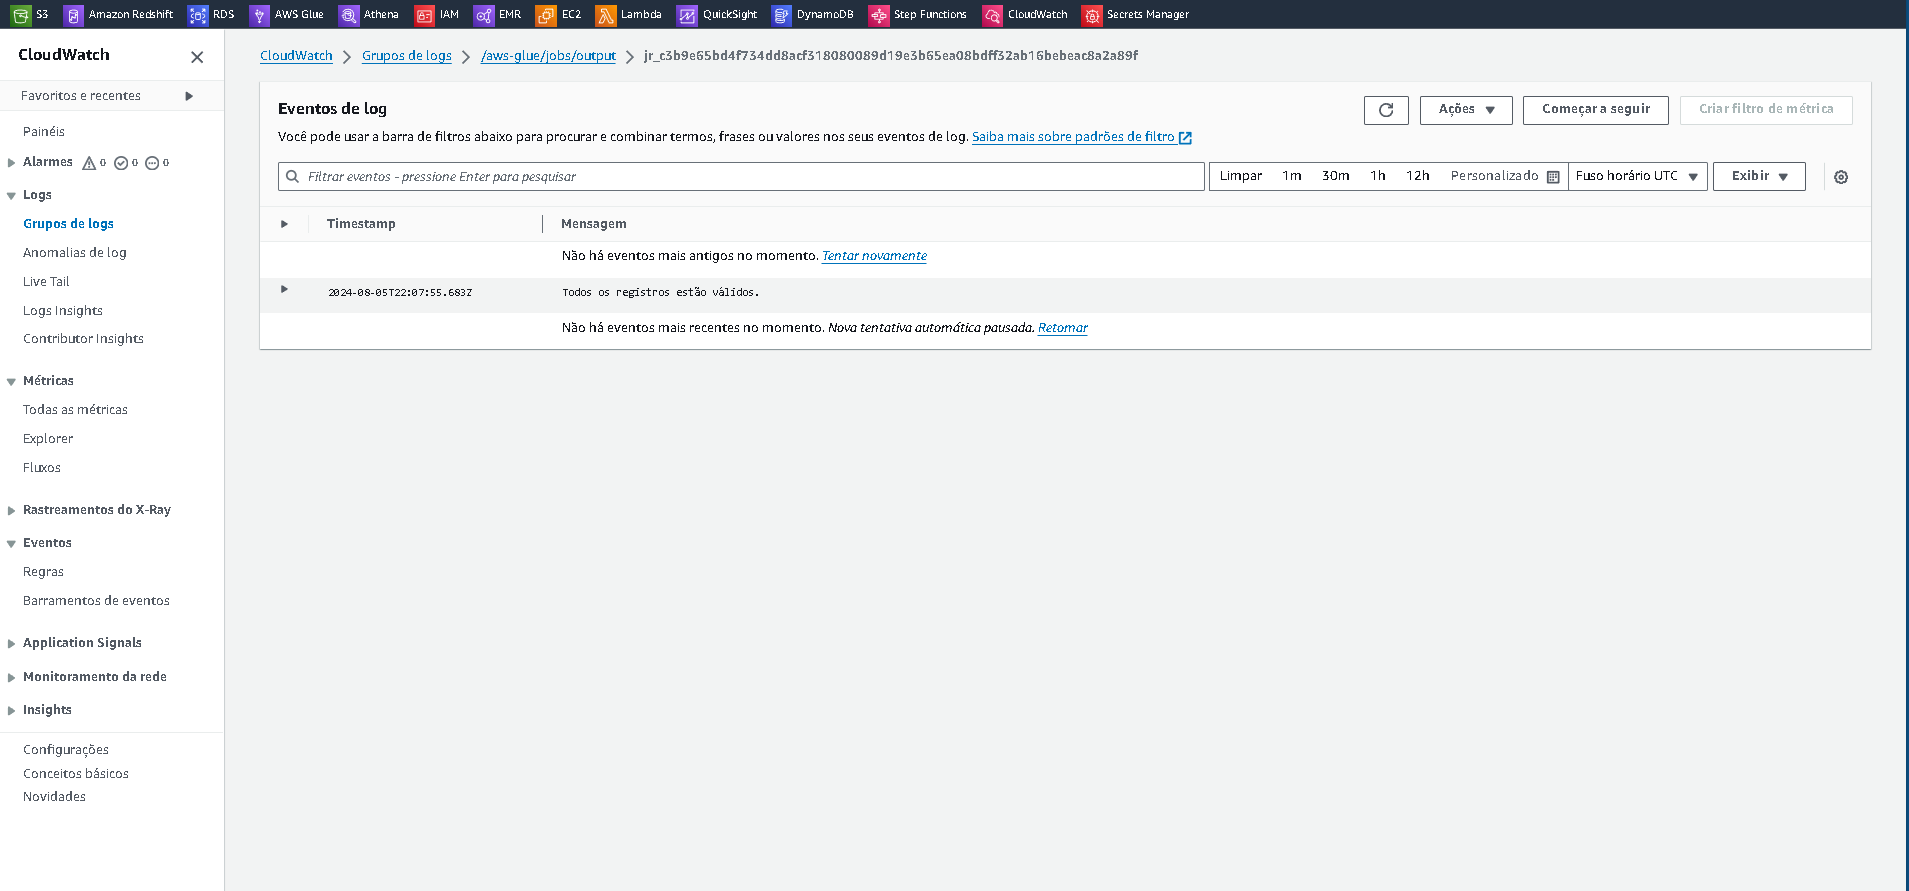 S3 Amazon Redshift RDS AWS Glue Athena IAM EMR EC2 Lambda QuickSight DynamoDB Step Functions CloudWatch Secrets Manager
CloudWatch
Favoritos e recentes
Painéis
Alarmes 0 0 0
Logs
Grupos de logs
Anomalias de log
Live Tail
Logs Insights
Contributor Insights
Métricas
Todas as métricas
Explorer
Fluxos
Rastreamentos do X-Ray
Eventos
Regras
Barramentos de eventos
Application Signals
Monitoramento da rede
Insights
Configurações
Conceitos básicos
Novidades
CloudWatch Grupos de logs /aws-glue/jobs/output jr_c3b9e65bd4f734dd8acf318080089d19e3b65ea08bdff32ab16bebeac8a2a89f
Eventos de log
Ações Começar a seguir Criar filtro de métrica
Você pode usar a barra de filtros abaixo para procurar e combinar termos, frases ou valores nos seus eventos de log. Saiba mais sobre padrões de filtro
Filtrar eventos - pressione Enter para pesquisar Limpar 1m 30m 1h 12h Personalizado Fuso horário UTC Exibir
Timestamp Mensagem
Não há eventos mais antigos no momento. Tentar novamente
2024-08-05T22:07:55.683Z Todos os registros estão válidos.
Não há eventos mais recentes no momento. Nova tentativa automática pausada. Retomar